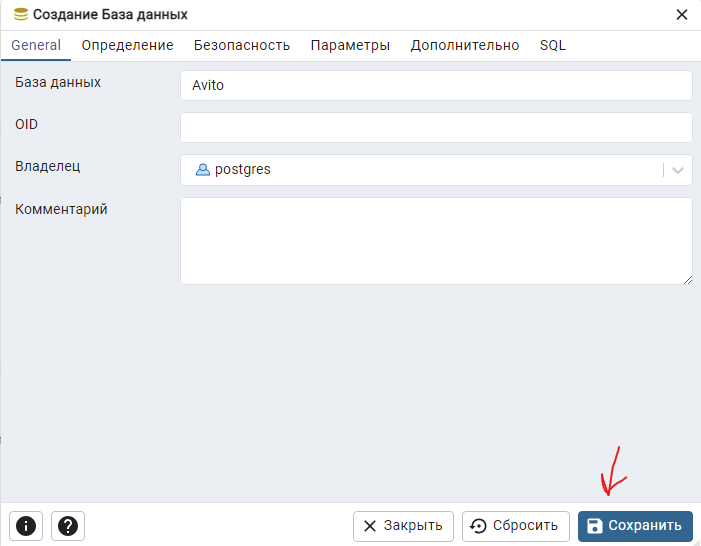 Создание База данных
General Определение Безопасность Параметры Дополнительно SQL
База данных Avito
OID
Владелец postgres
Комментарий
Закрыть Сбросить Сохранить